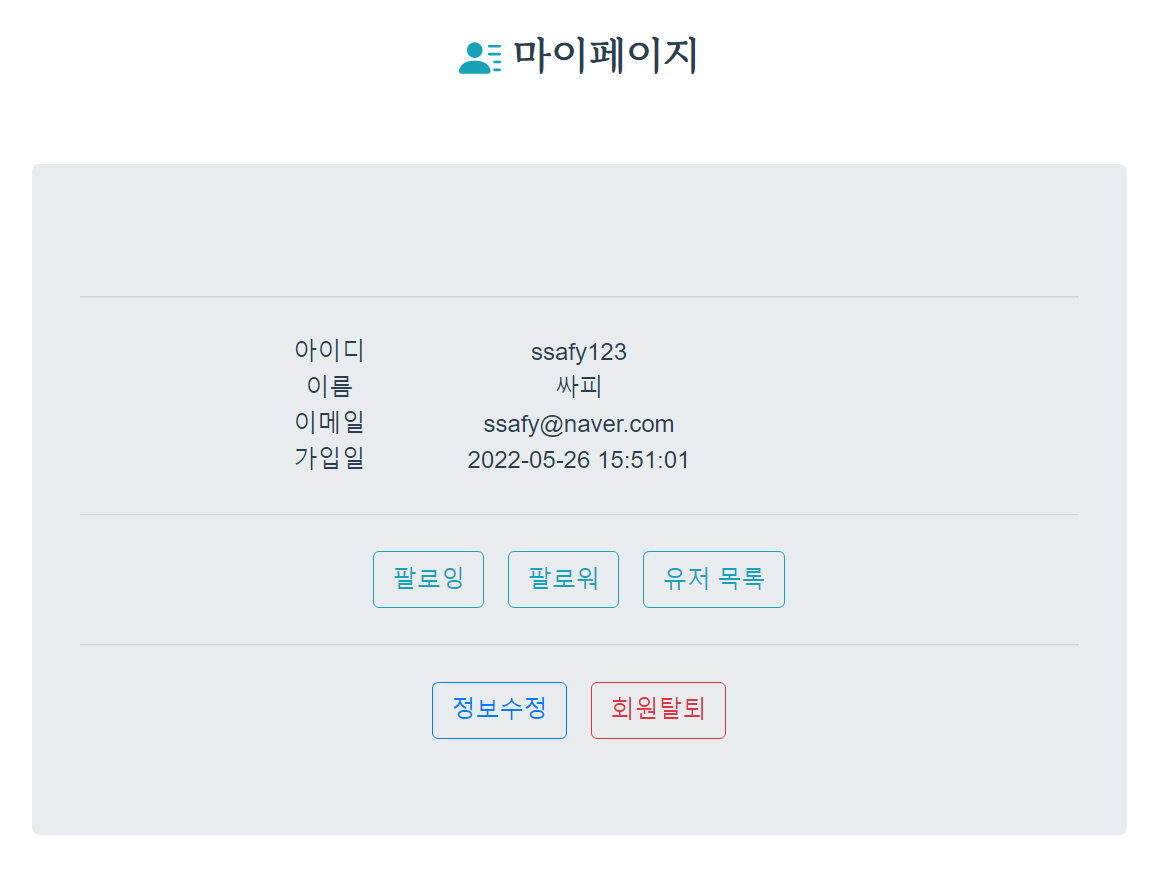 마이페이지
아이디 ssafy123
이름 싸피
이메일 ssafy@naver.com
가입일 2022-05-26 15:51:01
팔로잉 팔로워 유저 목록
정보수정 회원탈퇴